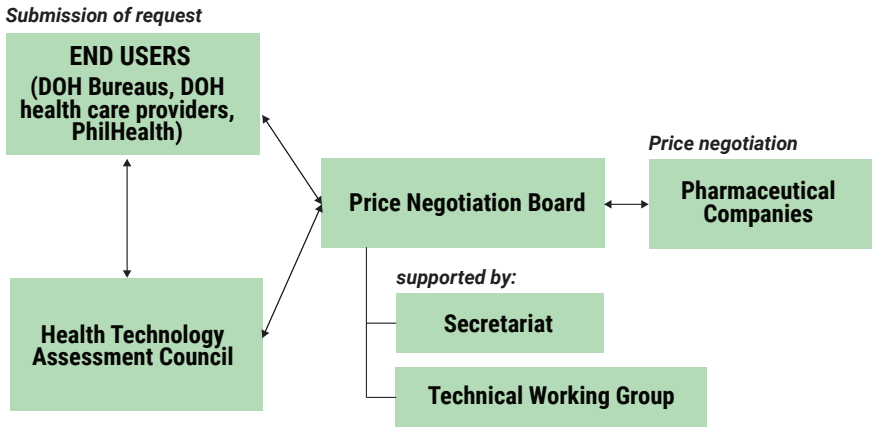 Submission of request
END USERS
(DOH Bureaus, DOH
health care providers,
PhilHealth)
Price negotiation
Price Negotiation Board
Pharmaceutical
Companies
supported by:
Health Technology
Assessment Council
Secretariat
Technical Working Group